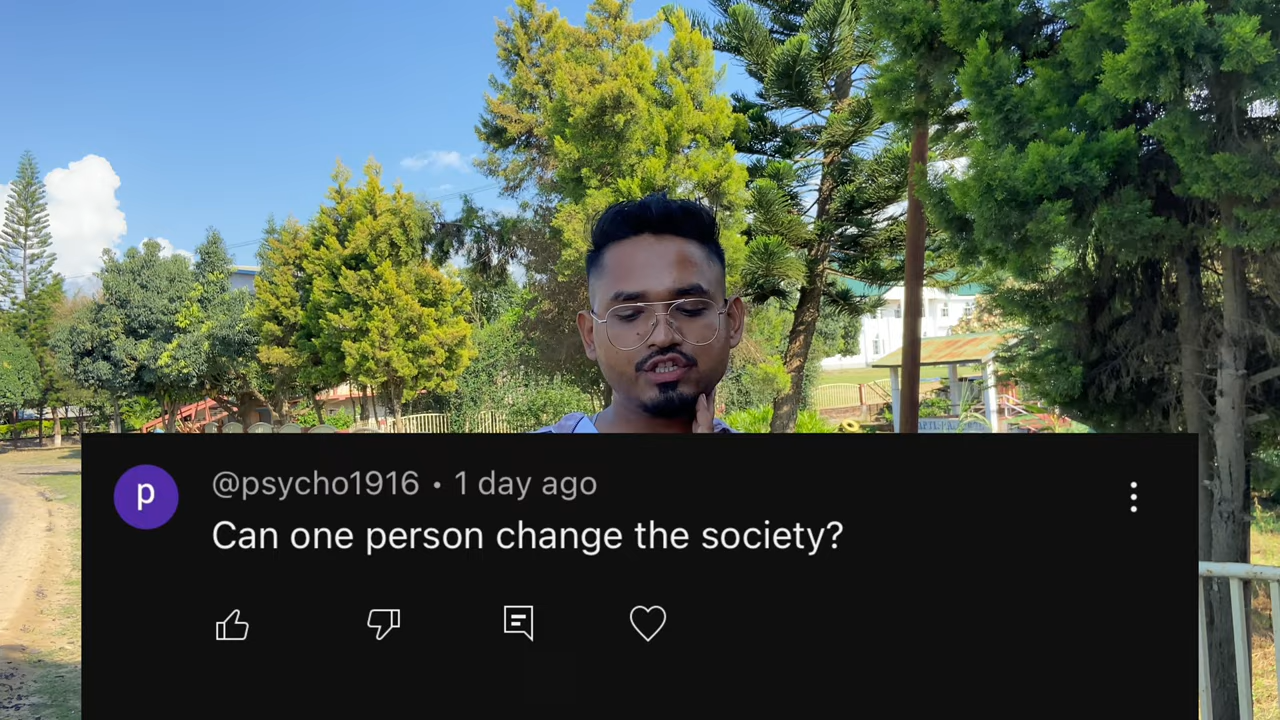 p
@psycho1916 • 1 day ago
Can one person change the society?